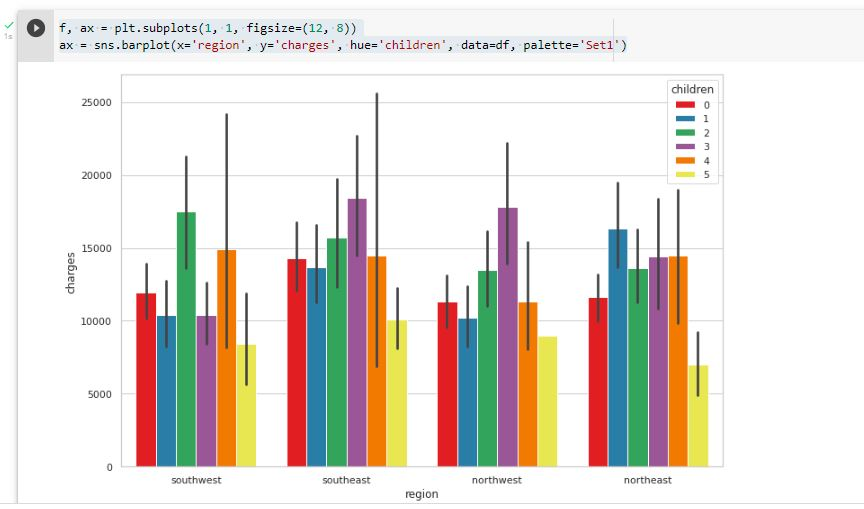 f, ax = plt.subplots(1, 1, figsize=(12, 8))
ax = sns.barplot(x='region', y='charges', hue='children', data=df, palette='Set1')
1s
children
0
1
2
3
4
5
25000
20000
15000
10000
5000
0
charges
southwest
southeast
northwest
northeast
region